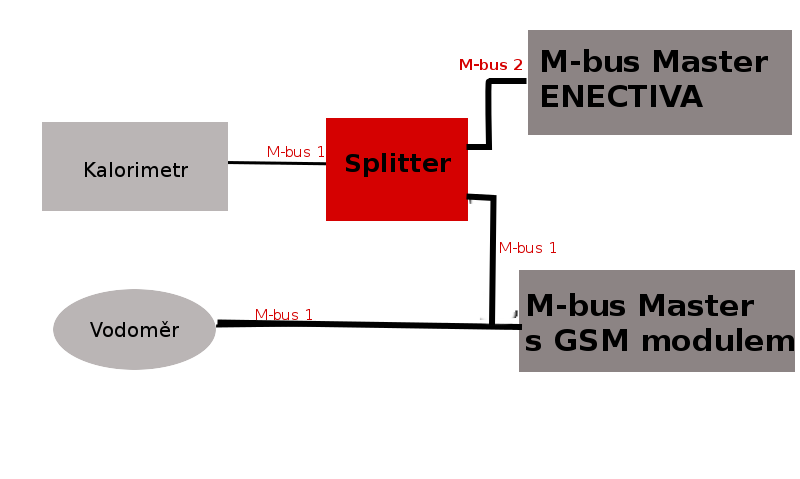 M-bus 2
M-bus Master
ENECTIVA
Kalorimetr
M-bus 1
Splitter
M-bus 1
Vodoměr
M-bus 1
M-bus Master
s GSM modulem